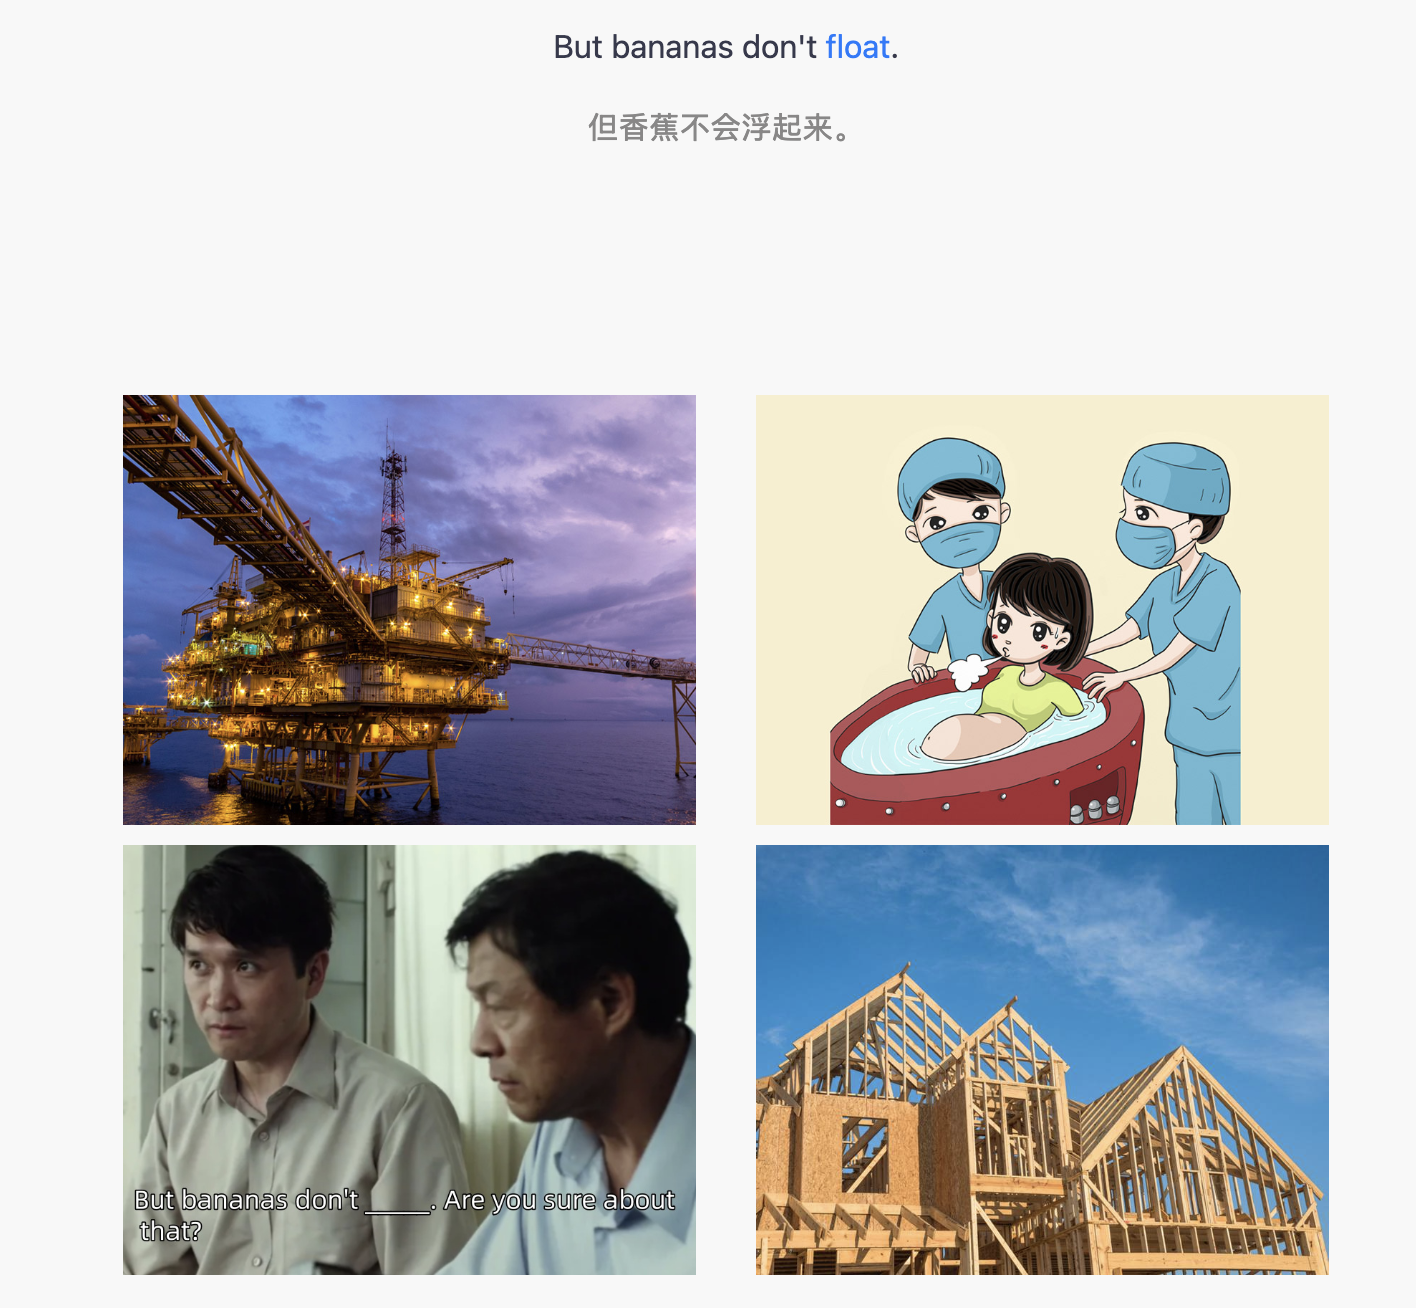 But bananas don't float.
但香蕉不会浮起来。
But bananas don't _____. Are you sure about
that?